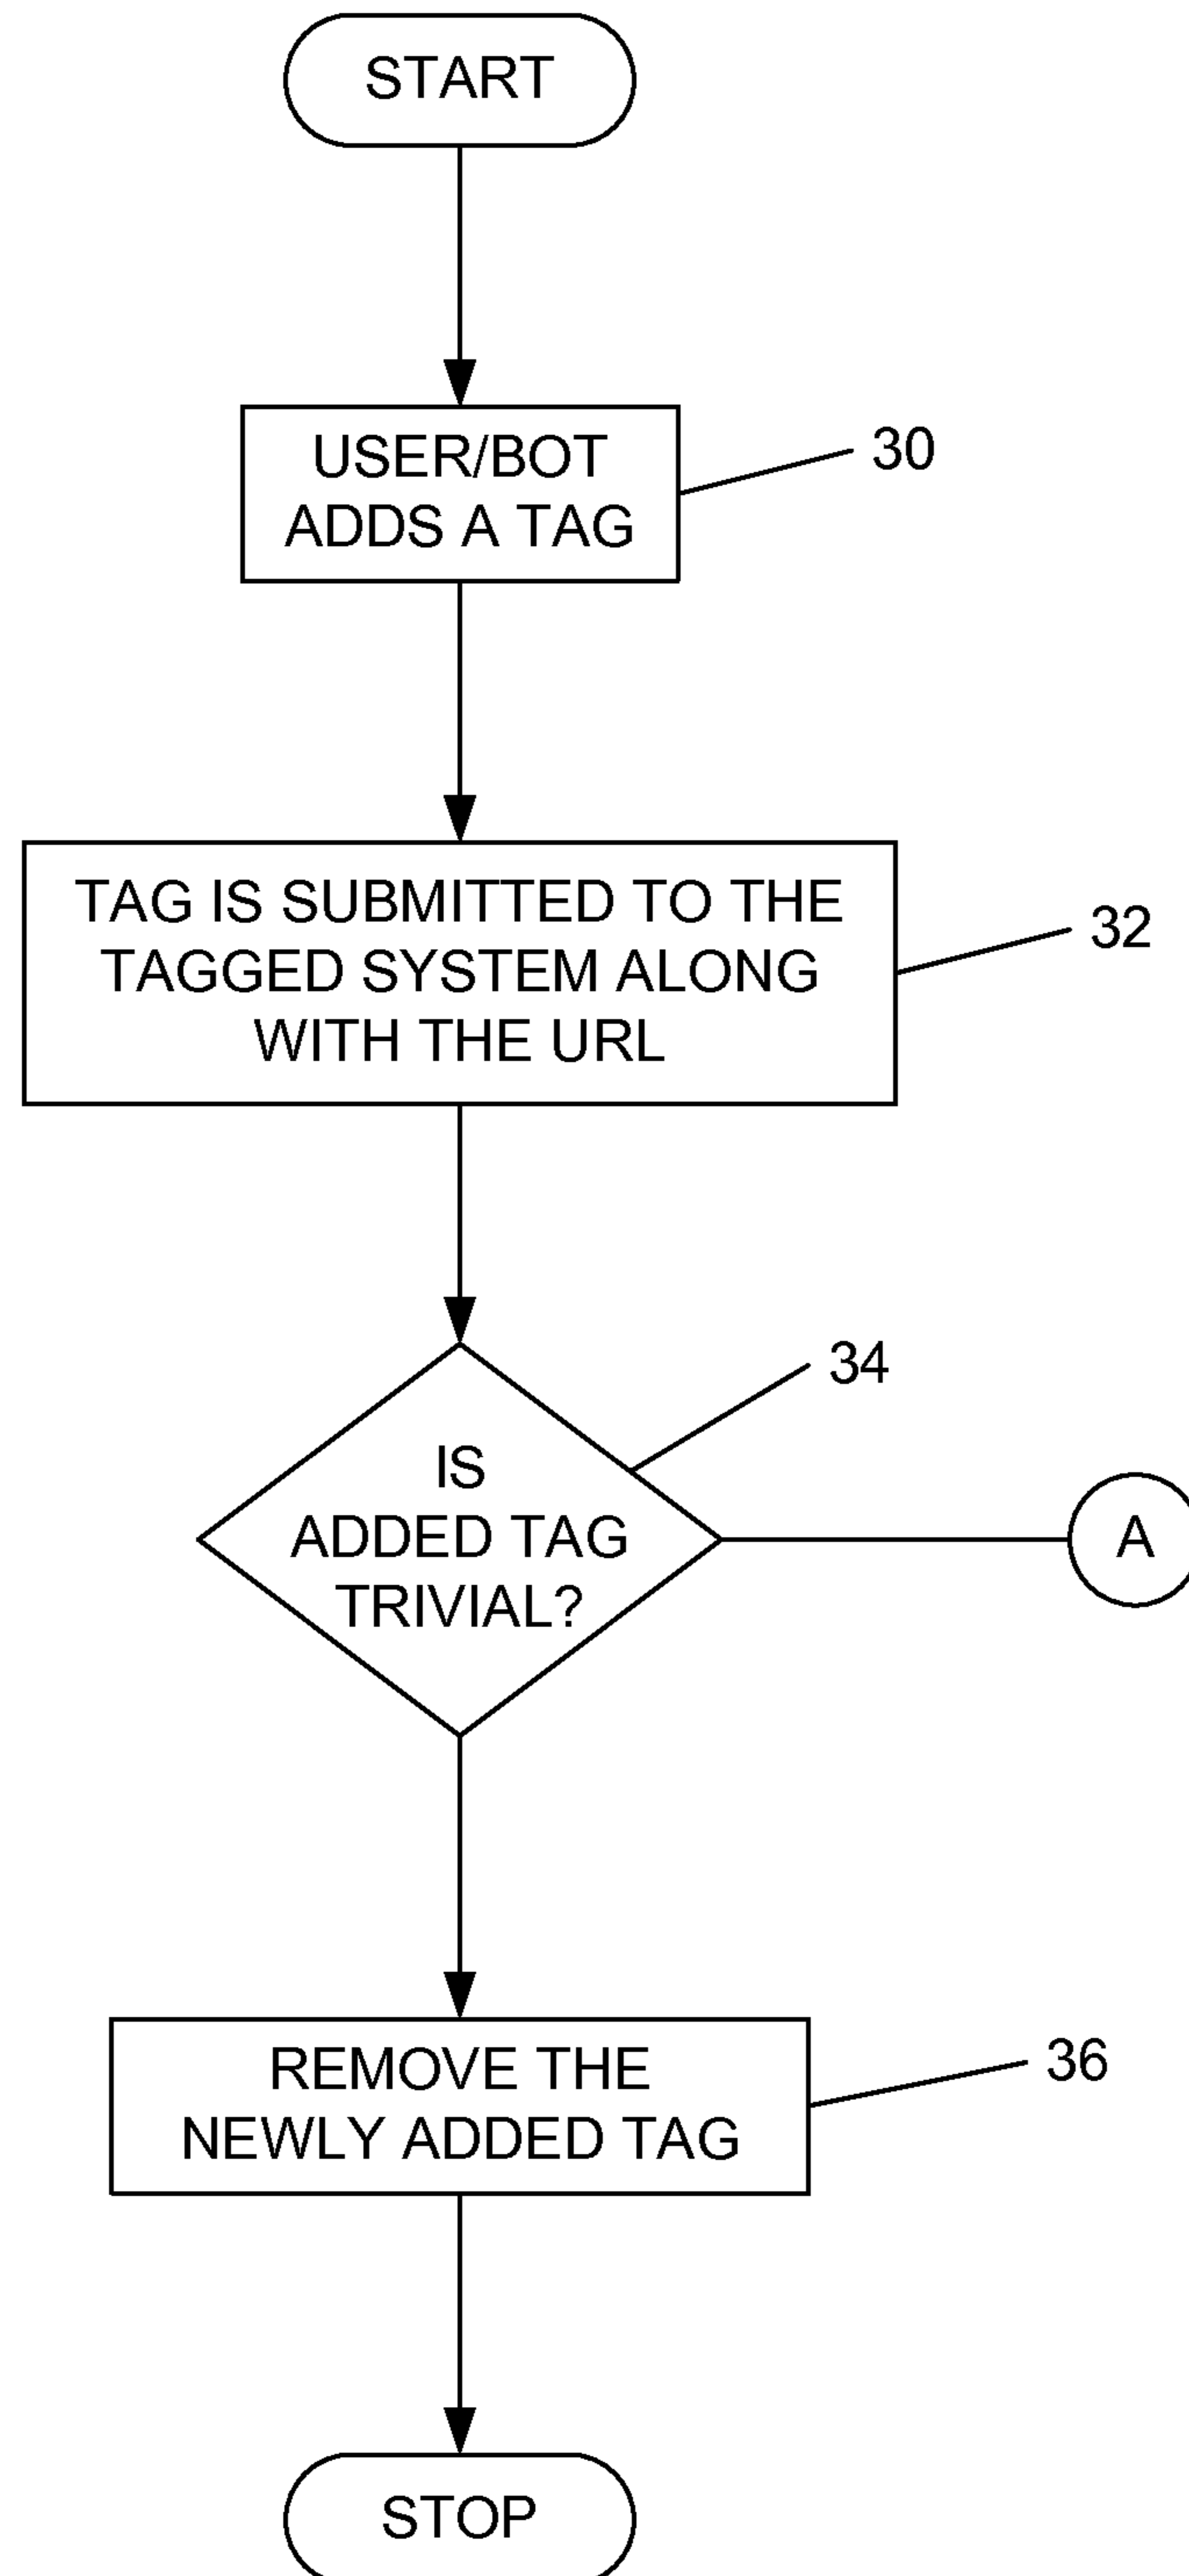 START
USER/BOT
ADDS A TAG
30
TAG IS SUBMITTED TO THE
TAGGED SYSTEM ALONG
WITH THE URL
32
34
IS
ADDED TAG
TRIVIAL?
A
REMOVE THE
NEWLY ADDED TAG
36
STOP